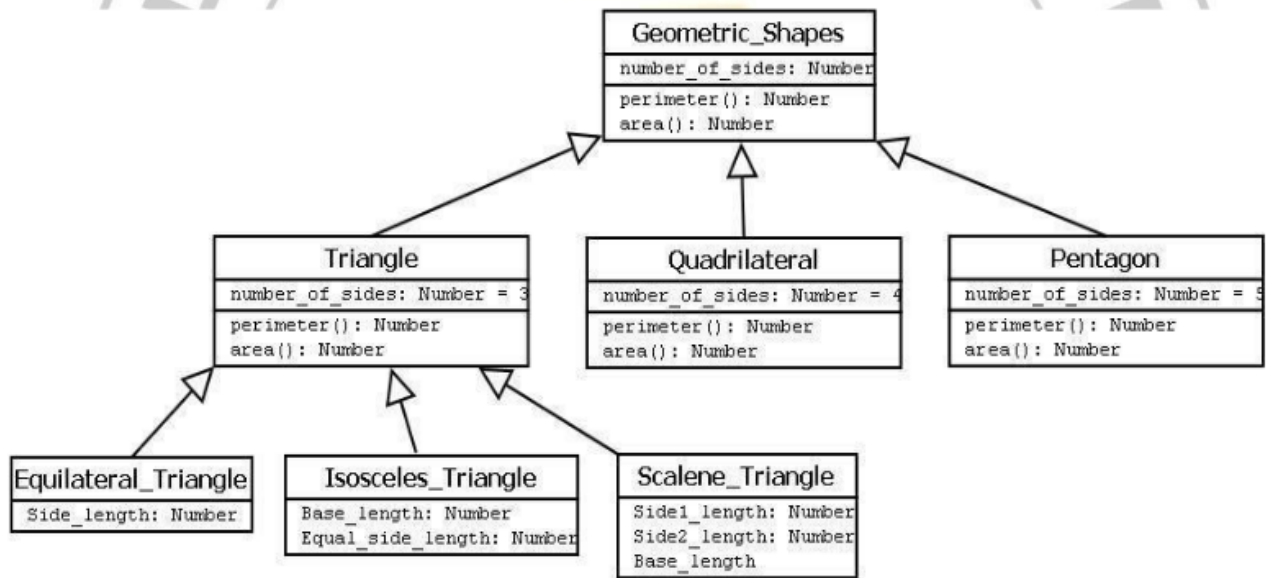 Geometric_Shapes
number_of_sides: Number
perimeter(): Number
area(): Number
Triangle
number_of_sides: Number = 3
perimeter(): Number
area(): Number
Quadrilateral
number_of_sides: Number = 4
perimeter(): Number
area(): Number
Pentagon
number_of_sides: Number = 5
perimeter(): Number
area(): Number
Equilateral_Triangle
Side_length: Number
Isosceles_Triangle
Base_length: Number
Equal_side_length: Number
Scalene_Triangle
Side1_length: Number
Side2_length: Number
Base_length